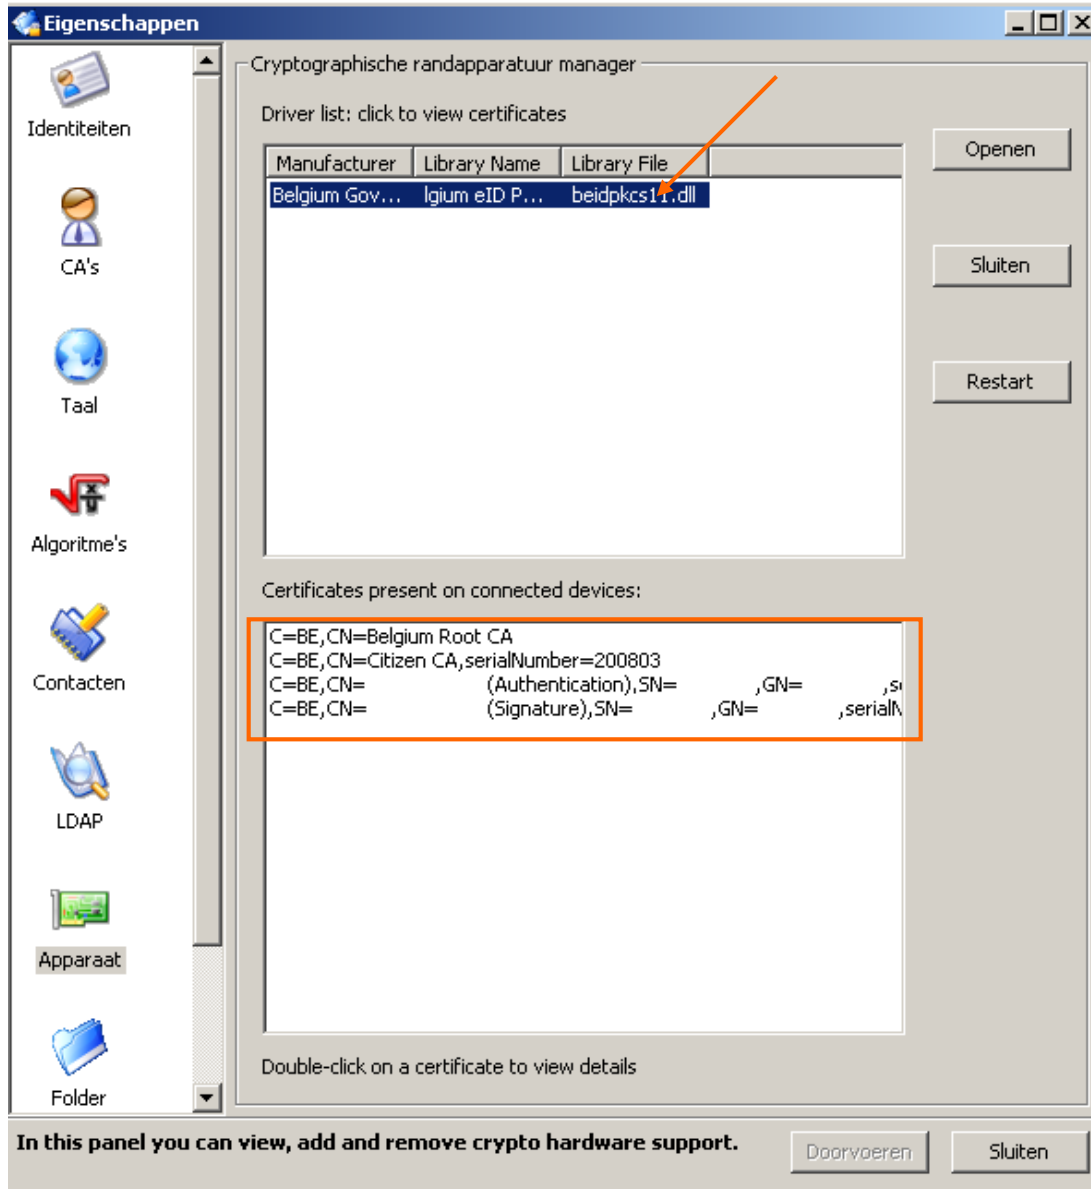 Eigenschappen
Identiteiten
CA's
Taal
Algoritme's
Contacten
LDAP
Apparaat
Folder
Cryptographische randapparatuur manager
Driver list: click to view certificates
Manufacturer Library Name Library File
Belgium Gov... lgium eID P... beidpkcs11.dll
Openen
Sluiten
Restart
Certificates present on connected devices:
C=BE,CN=Belgium Root CA
C=BE,CN=Citizen CA,serialNumber=200803
C=BE,CN= (Authentication),SN= ,GN= ,se
C=BE,CN= (Signature),SN= ,GN= ,serialN
Double-click on a certificate to view details
In this panel you can view, add and remove crypto hardware support.
Doorvoeren
Sluiten